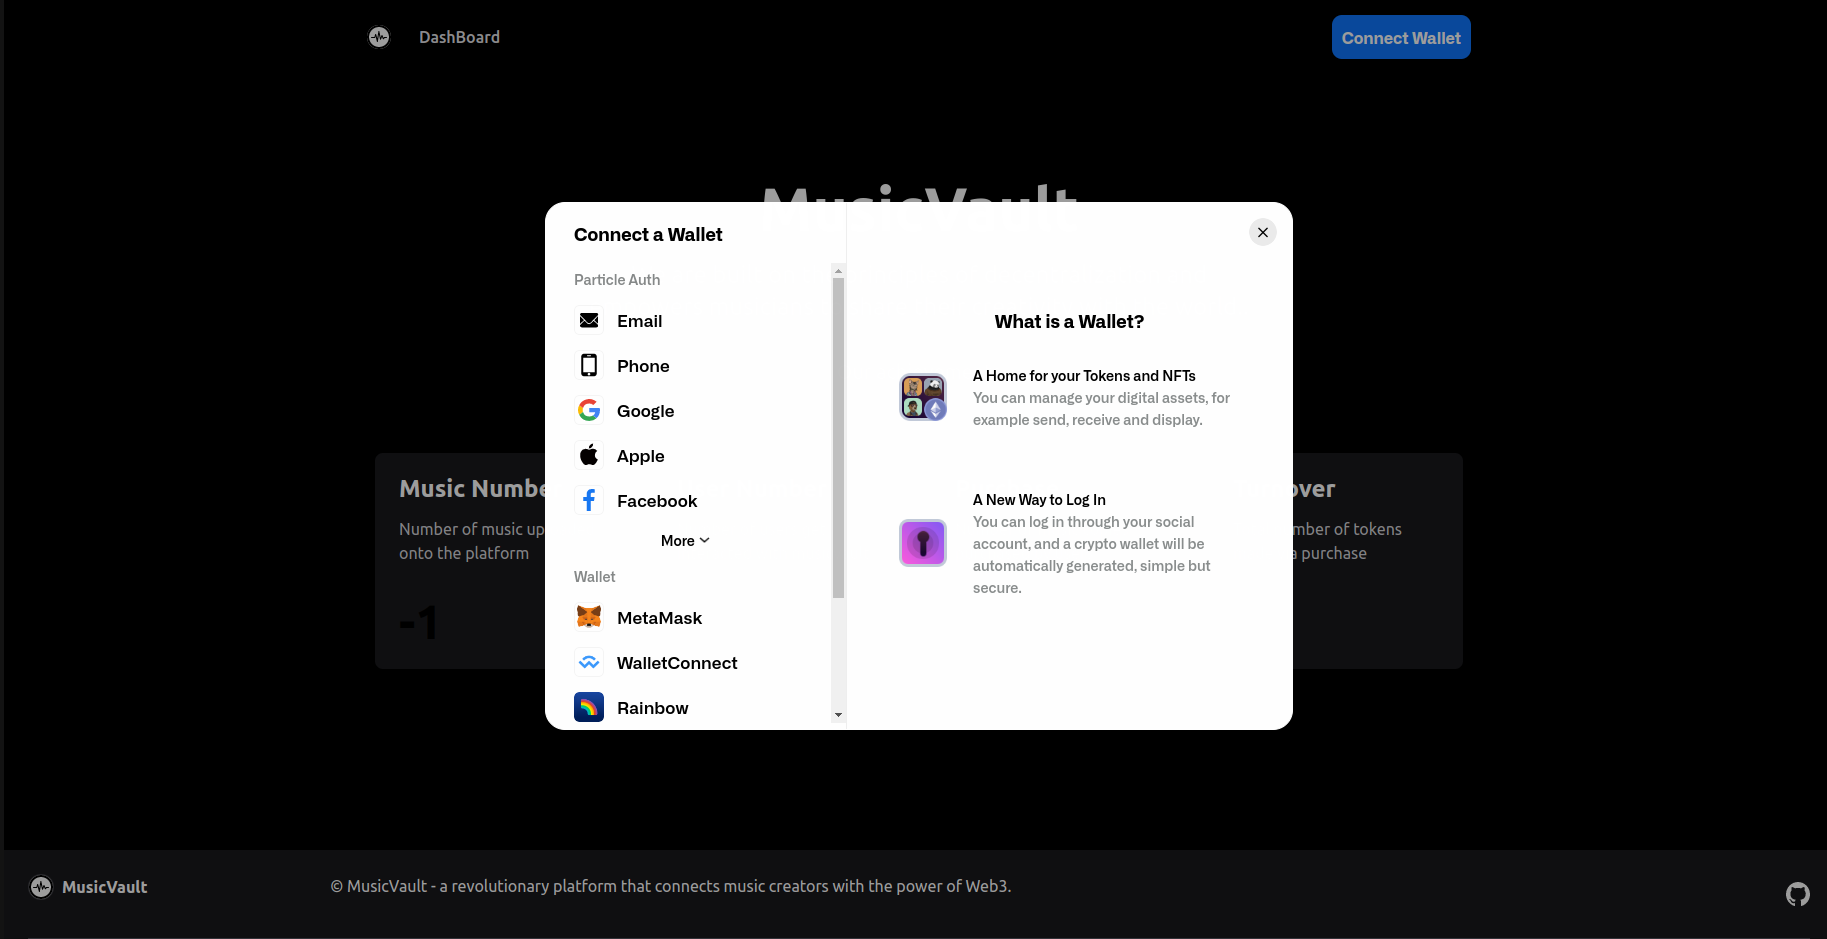 DashBoard
Connect Wallet
MusicVault
Connect a Wallet
Particle Auth
Email
Phone
Google
Apple
Facebook
More
Wallet
MetaMask
WalletConnect
Rainbow
What is a Wallet?
A Home for your Tokens and NFTs
You can manage your digital assets, for
example send, receive and display.
A New Way to Log In
You can log in through your social
account, and a crypto wallet will be
automatically generated, simple but
secure.
Music Numbe
Number of music up
onto the platform
-1
over
mber of tokens
a purchase
MusicVault
© MusicVault - a revolutionary platform that connects music creators with the power of Web3.